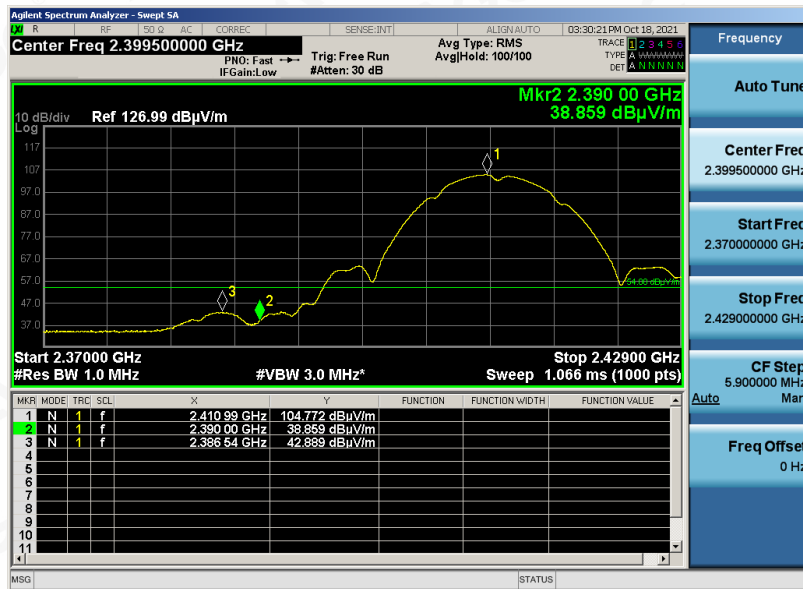 Agilent Spectrum Analyzer - Swept SA
LXI R RF 50 Ω AC CORREC SENSE:INT ALIGN AUTO 03:30:21 PM Oct 18, 2021
Center Freq 2.399500000 GHz
PNO: Fast
IFGain:Low
Trig: Free Run
#Atten: 30 dB
Avg Type: RMS
Avg|Hold: 100/100
TRACE 1 2 3 4 5 6
TYPE A WWWWW
DET A N N N N N
Mkr2 2.390 00 GHz
38.859 dBµV/m
10 dB/div
Log
Ref 126.99 dBµV/m
117
107
97.0
87.0
77.0
67.0
57.0
47.0
37.0
1
2
3
54.00 dBµV/m
Start 2.37000 GHz Stop 2.42900 GHz
#Res BW 1.0 MHz #VBW 3.0 MHz* Sweep 1.066 ms (1000 pts)
MKR MODE TRC SCL X Y FUNCTION FUNCTION WIDTH FUNCTION VALUE
1 N 1 f 2.410 99 GHz 104.772 dBµV/m
2 N 1 f 2.390 00 GHz 38.859 dBµV/m
3 N 1 f 2.386 54 GHz 42.889 dBµV/m
4
5
6
7
8
9
10
11
MSG STATUS
Frequency
Auto Tune
Center Freq
2.399500000 GHz
Start Freq
2.370000000 GHz
Stop Freq
2.429000000 GHz
CF Step
5.900000 MHz
Auto Man
Freq Offset
0 Hz